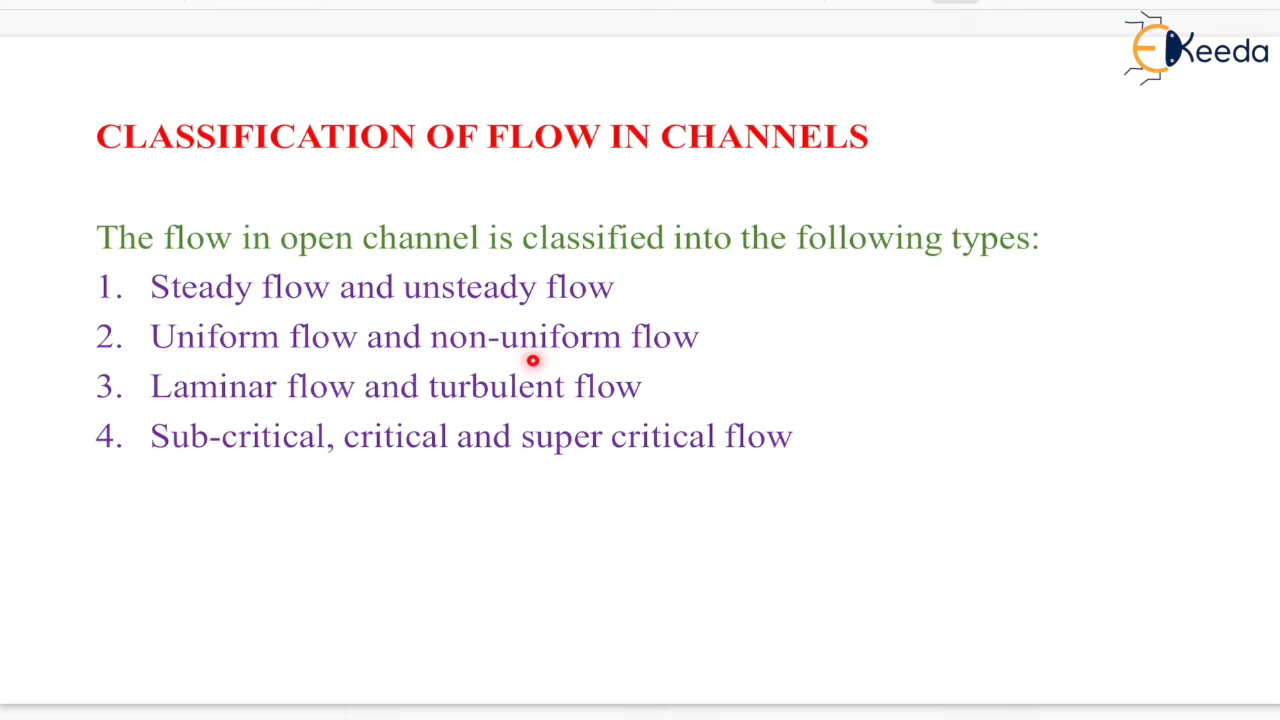 EKeeda
CLASSIFICATION OF FLOW IN CHANNELS
The flow in open channel is classified into the following types:
1. Steady flow and unsteady flow
2. Uniform flow and non-uniform flow
3. Laminar flow and turbulent flow
4. Sub-critical, critical and super critical flow